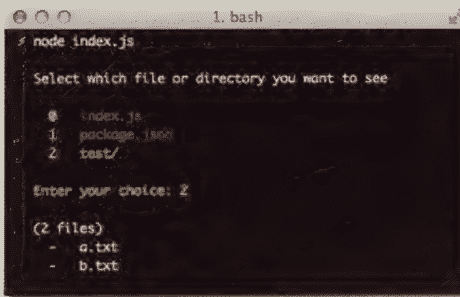 1. bash
⚡ node index.js
Select which file or directory you want to see
0 index.js
1 package.json
2 test/
Enter your choice: 2
(2 files)
- a.txt
- b.txt